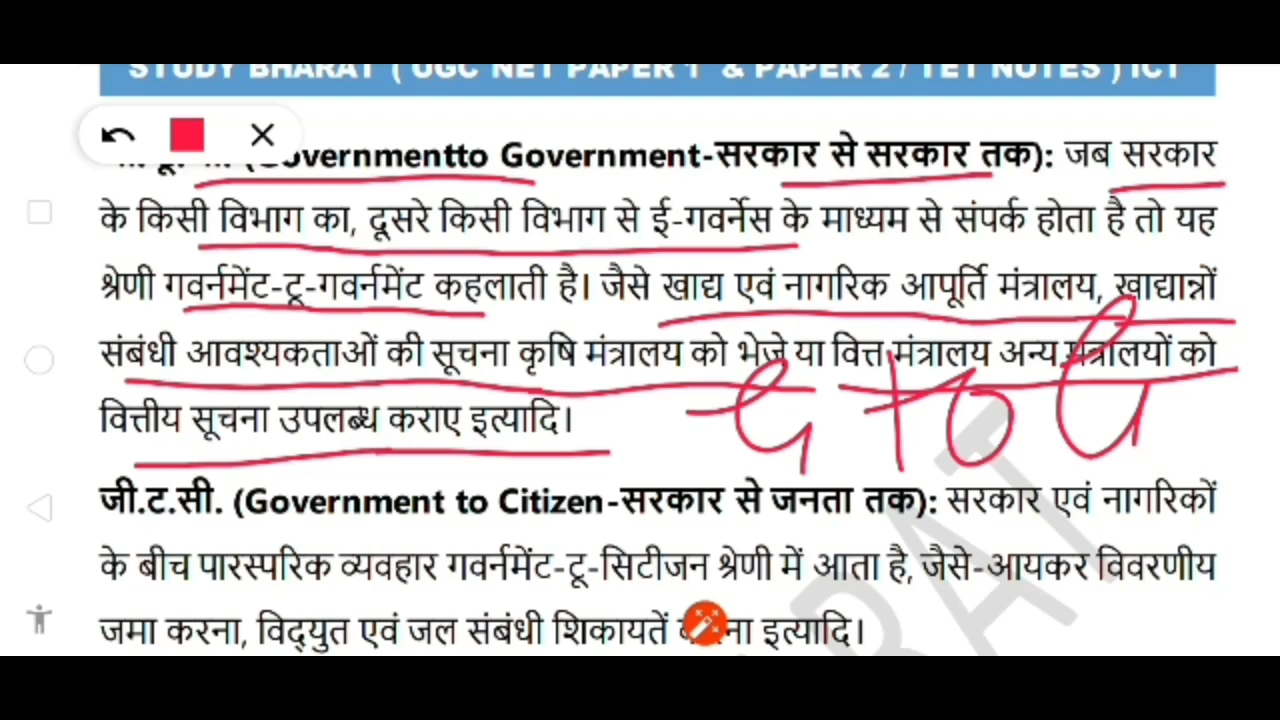 STUDY BHARAT ( UGC NET PAPER 1 & PAPER 2 / TET NOTES ) ICT
(Governmentto Government-सरकार से सरकार तक): जब सरकार
के किसी विभाग का, दूसरे किसी विभाग से ई-गवर्नेस के माध्यम से संपर्क होता है तो यह
श्रेणी गवर्नमेंट-टू-गवर्नमेंट कहलाती है। जैसे खाद्य एवं नागरिक आपूर्ति मंत्रालय, खाद्यान्नों
संबंधी आवश्यकताओं की सूचना कृषि मंत्रालय को भेजे या वित्त मंत्रालय अन्य मंत्रालयों को
वित्तीय सूचना उपलब्ध कराए इत्यादि।
G to G
जी.ट.सी. (Government to Citizen-सरकार से जनता तक): सरकार एवं नागरिकों
के बीच पारस्परिक व्यवहार गवर्नमेंट-टू-सिटीजन श्रेणी में आता है, जैसे-आयकर विवरणीय
जमा करना, विद्युत एवं जल संबंधी शिकायतें इत्यादि।